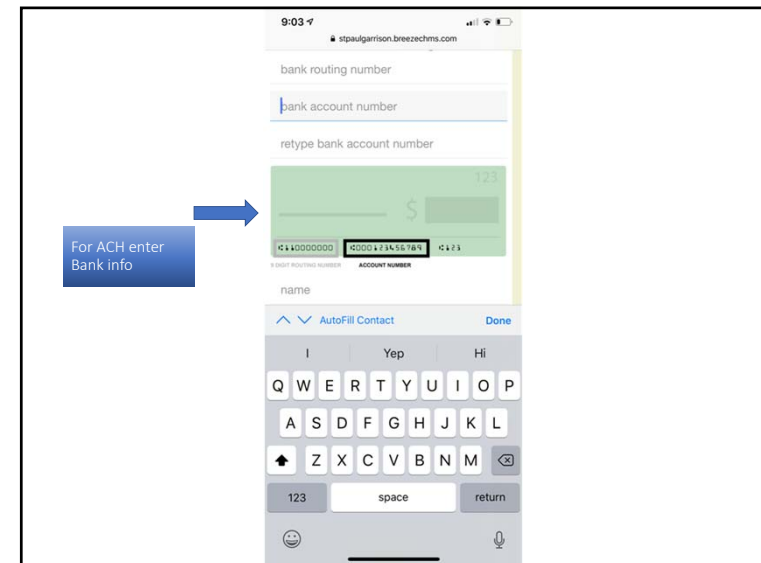 9:03
stpaulgarrison.breezechms.com
bank routing number
bank account number
retype bank account number
123
$
⑆110000000 ⑆000123456789 ⑆123
9 DIGIT ROUTING NUMBER ACCOUNT NUMBER
For ACH enter
Bank info
name
AutoFill Contact Done
I Yep Hi
Q W E R T Y U I O P
A S D F G H J K L
Z X C V B N M
123 space return